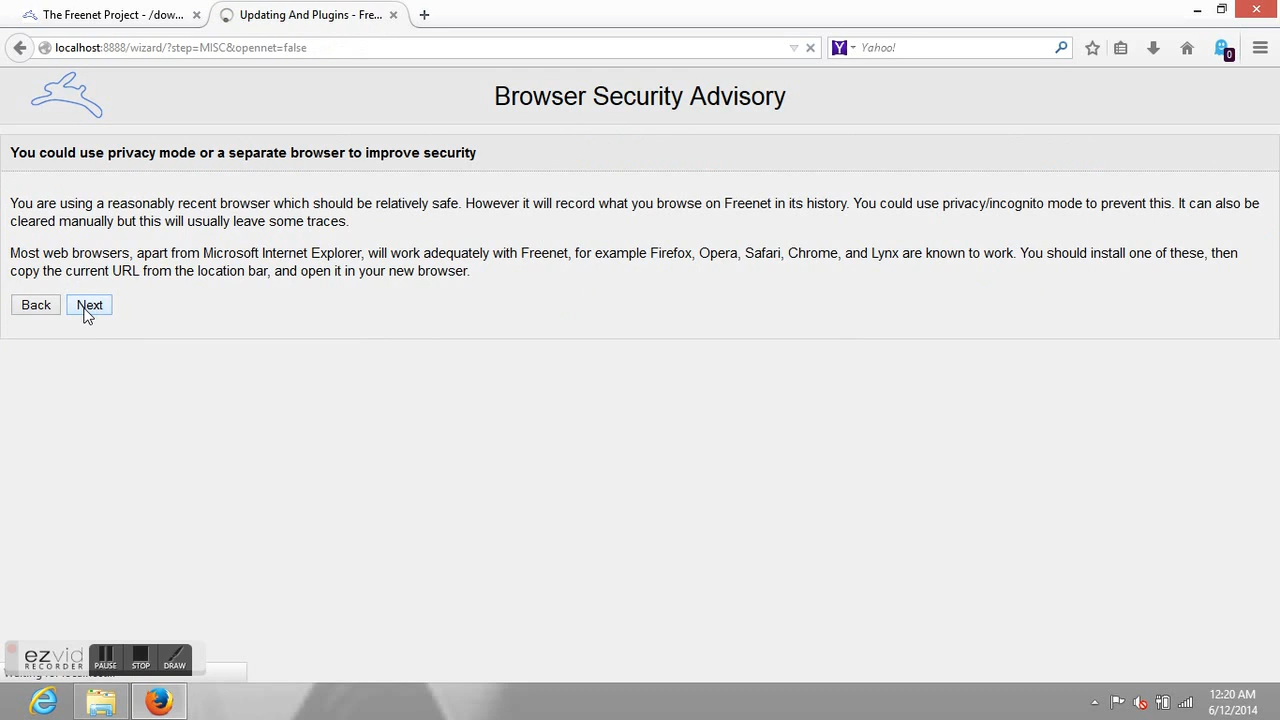 The Freenet Project - /dow...
Updating And Plugins - Fre...
localhost:8888/wizard/?step=MISC&opennet=false
Yahoo!
0
Browser Security Advisory
You could use privacy mode or a separate browser to improve security
You are using a reasonably recent browser which should be relatively safe. However it will record what you browse on Freenet in its history. You could use privacy/incognito mode to prevent this. It can also be
cleared manually but this will usually leave some traces.
Most web browsers, apart from Microsoft Internet Explorer, will work adequately with Freenet, for example Firefox, Opera, Safari, Chrome, and Lynx are known to work. You should install one of these, then
copy the current URL from the location bar, and open it in your new browser.
Back Next
ezvid
RECORDER
PAUSE STOP DRAW
12:20 AM
6/12/2014